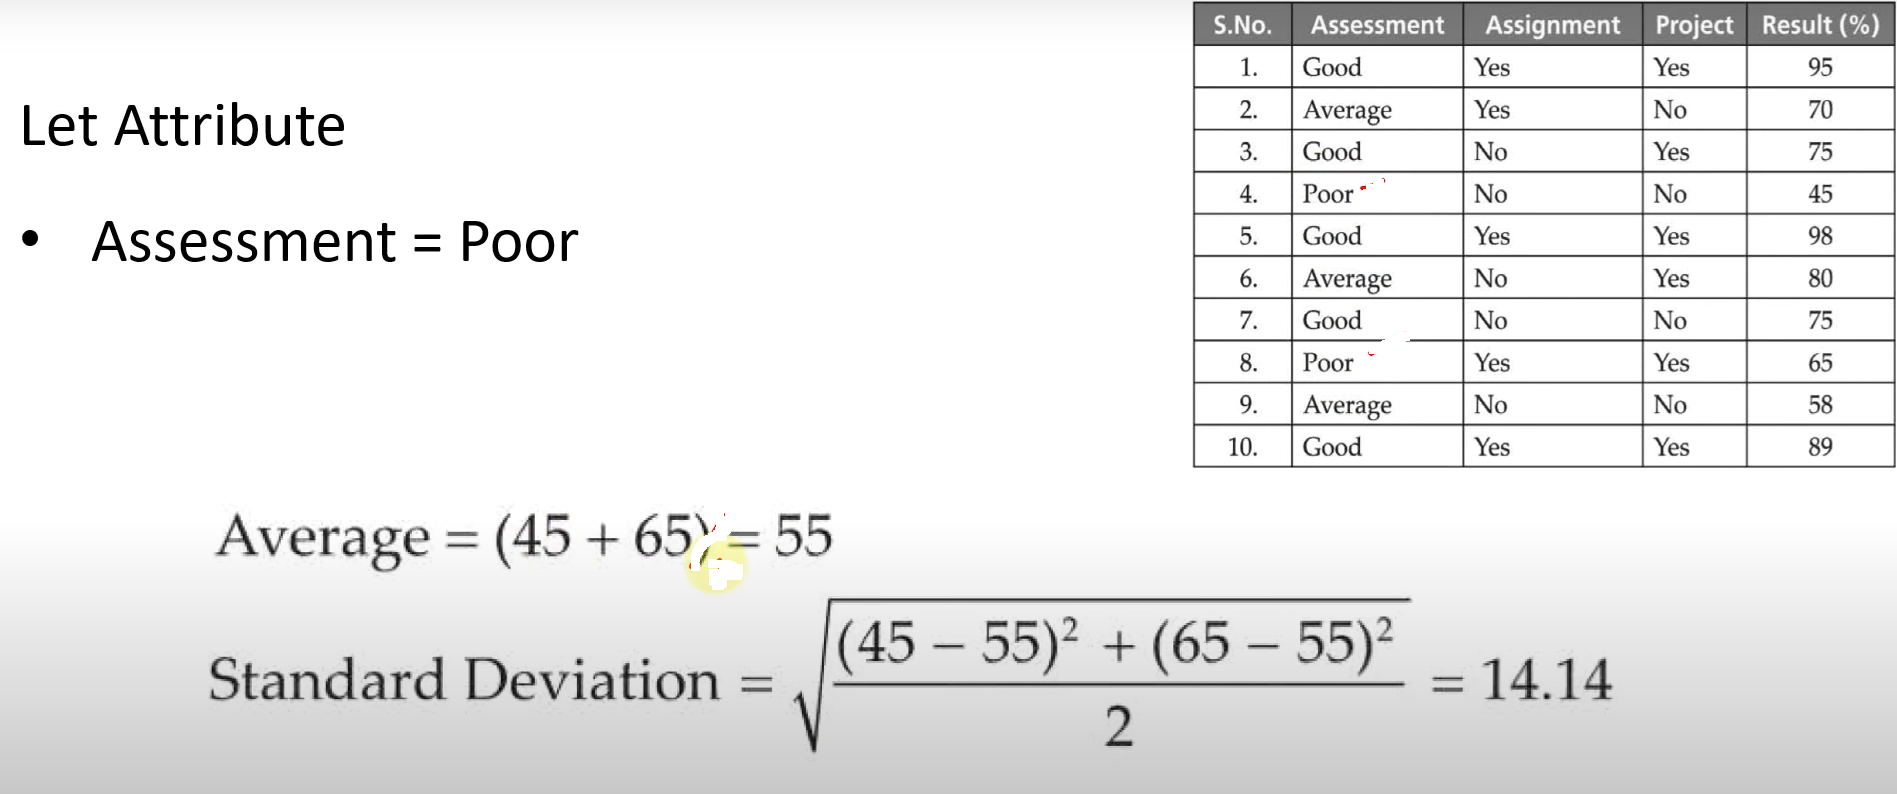 Let Attribute
• Assessment = Poor
S.No. Assessment Assignment Project Result (%)
1. Good Yes Yes 95
2. Average Yes No 70
3. Good No Yes 75
4. Poor No No 45
5. Good Yes Yes 98
6. Average No Yes 80
7. Good No No 75
8. Poor Yes Yes 65
9. Average No No 58
10. Good Yes Yes 89
Average = (45 + 65) = 55
Standard Deviation = √((45 – 55)² + (65 – 55)² / 2) = 14.14